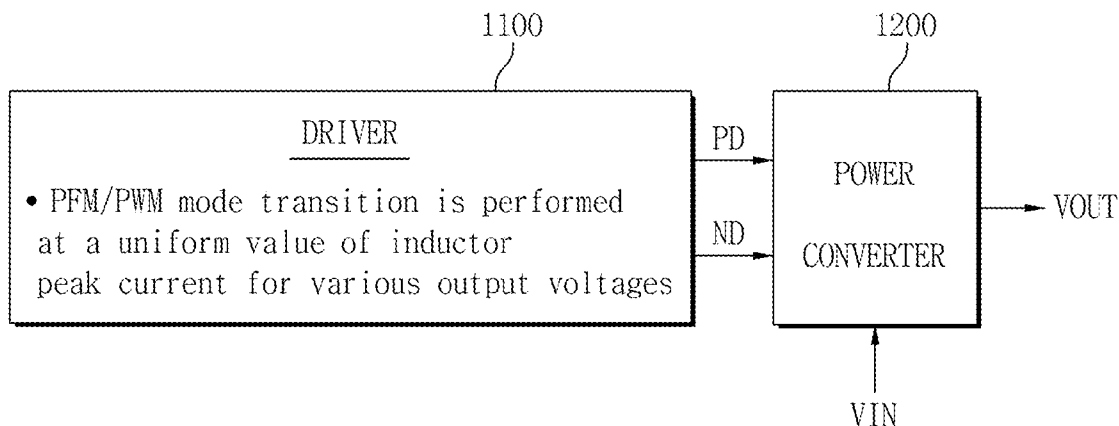 1100
1200
DRIVER
• PFM/PWM mode transition is performed
at a uniform value of inductor
peak current for various output voltages
PD
ND
POWER
CONVERTER
VOUT
VIN